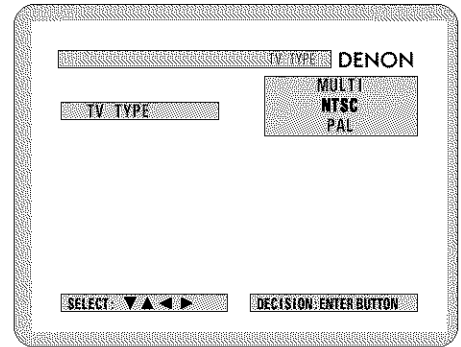 TV TYPE DENON
MULTI
TV TYPE
NTSC
PAL
SELECT: ▼▲◄► DECISION: ENTER BUTTON